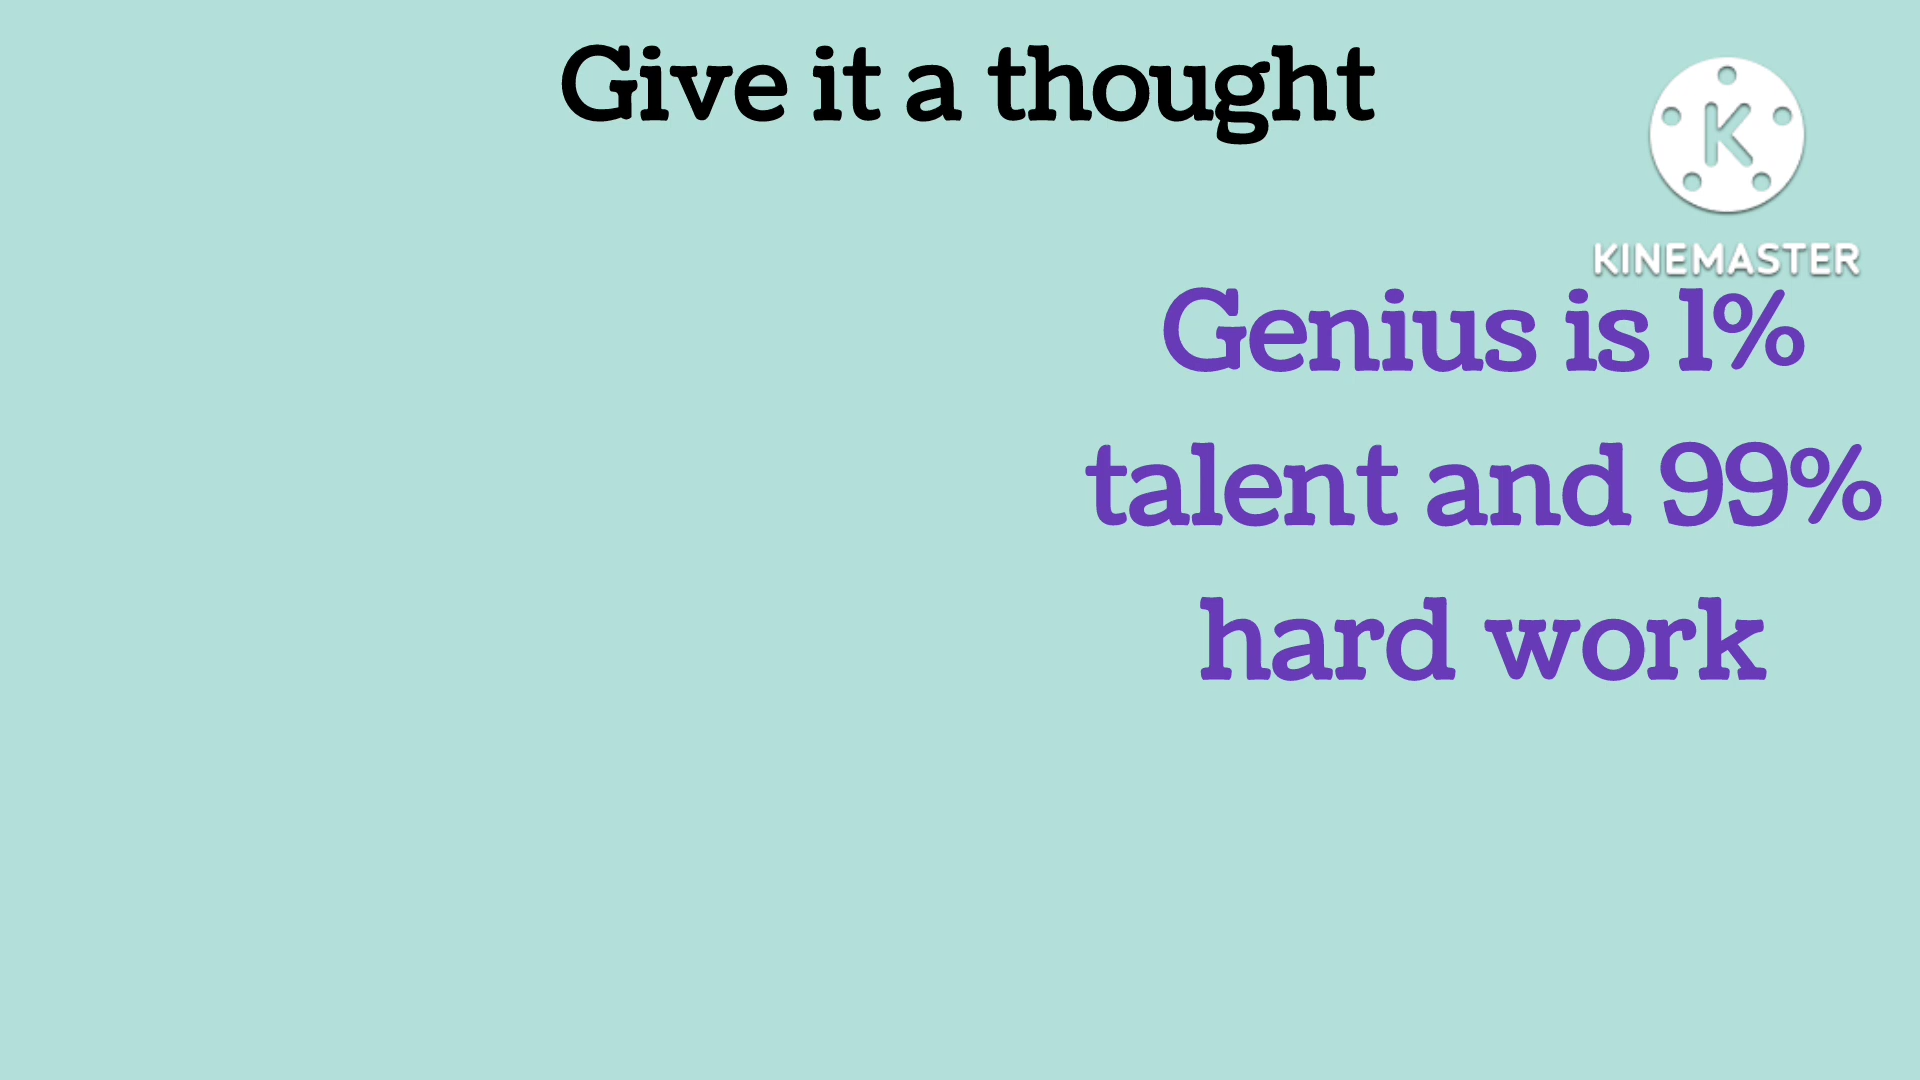 Give it a thought
K
KINEMASTER
Genius is 1%
talent and 99%
hard work